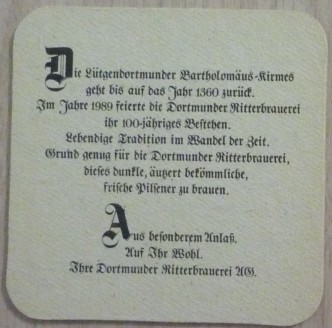 Die Lütgendortmunder Bartholomäus-Kirmes
geht bis auf das Jahr 1360 zurück.
Im Jahre 1989 feierte die Dortmunder Ritterbrauerei
ihr 100-jähriges Bestehen.
Lebendige Tradition im Wandel der Zeit.
Grund genug für die Dortmunder Ritterbrauerei,
dieses dunkle, äußert bekömmliche,
frische Pilsener zu brauen.
Aus besonderem Anlaß.
Auf Ihr Wohl.
Ihre Dortmunder Ritterbrauerei AG.